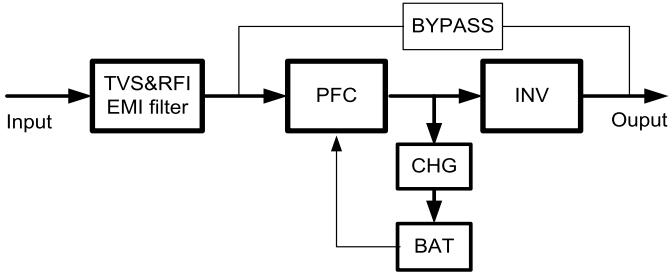 BYPASS
TVS&RFI
EMI filter
PFC
INV
Input
Ouput
CHG
BAT